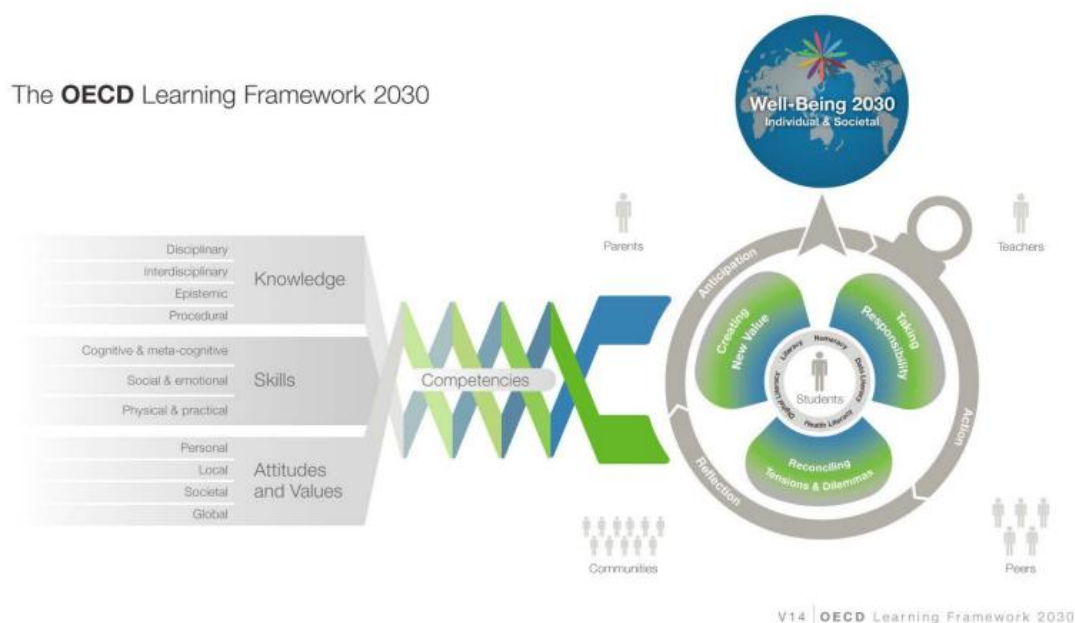 The OECD Learning Framework 2030
Well-Being 2030
Individual & Societal
Parents
Teachers
Disciplinary
Interdisciplinary
Epistemic
Procedural
Knowledge
Cognitive & meta-cognitive
Social & emotional
Physical & practical
Skills
Personal
Local
Societal
Global
Attitudes
and Values
Competencies
Anticipation
Action
Reflection
Creating
New Value
Taking
Responsibility
Reconciling
Tensions & Dilemmas
Literacy
Numeracy
Data Literacy
Health Literacy
Digital Literacy
Students
Communities
Peers
V14 | OECD Learning Framework 2030